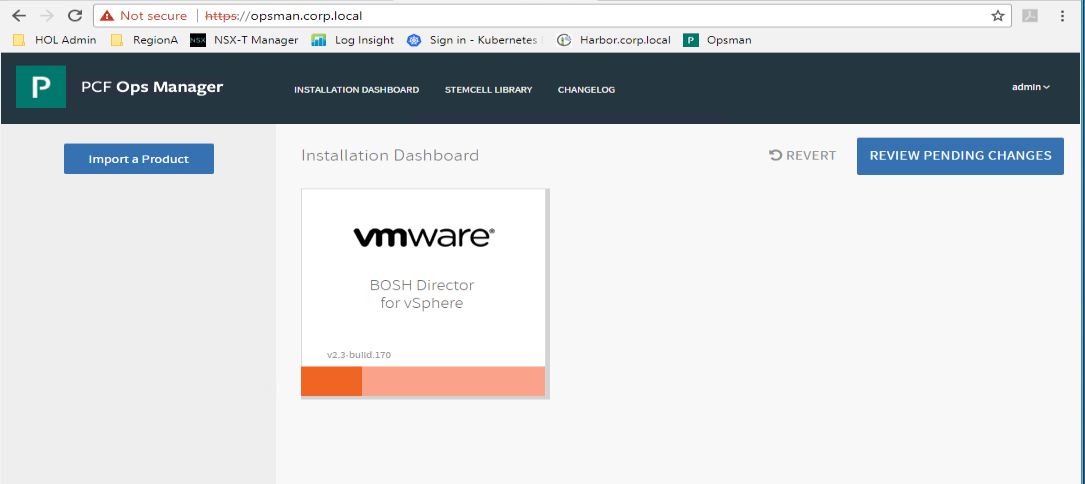 Not secure | https://opsman.corp.local
HOL Admin RegionA NSX NSX-T Manager Log Insight Sign in - Kubernetes Harbor.corp.local P Opsman
P PCF Ops Manager INSTALLATION DASHBOARD STEMCELL LIBRARY CHANGELOG admin
Import a Product
Installation Dashboard
REVERT
REVIEW PENDING CHANGES
vmware®
BOSH Director
for vSphere
v2.3-build.170